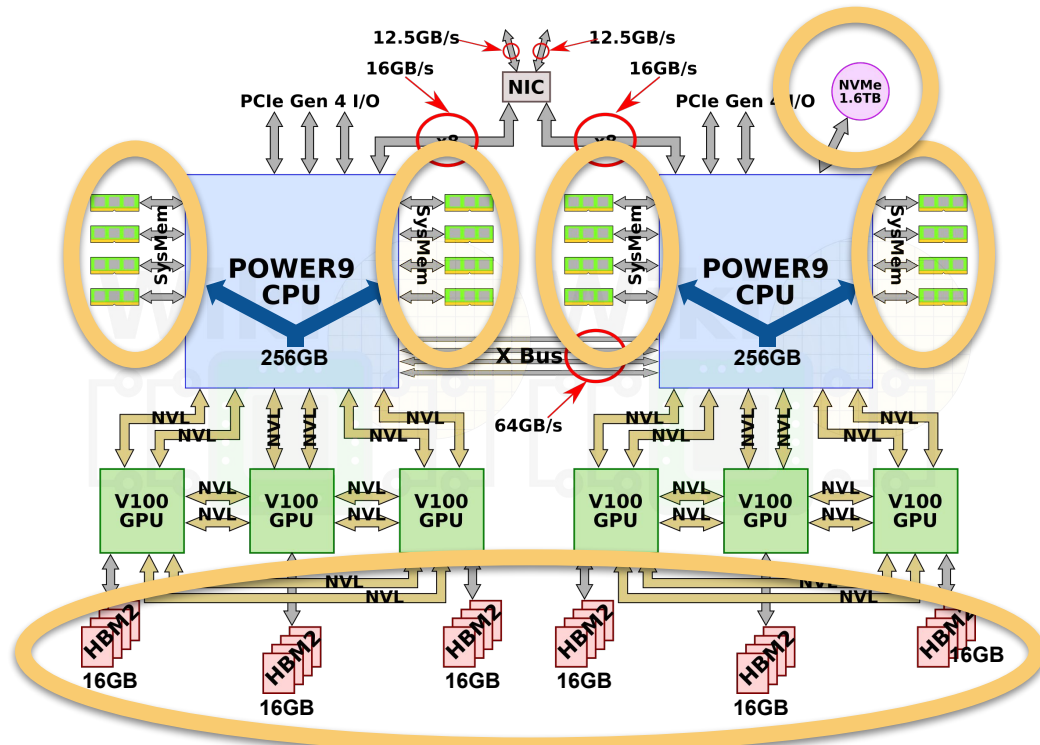 12.5GB/s
12.5GB/s
16GB/s
16GB/s
NIC
NVMe
1.6TB
PCIe Gen 4 I/O
PCIe Gen 4 I/O
x8
x8
SysMem
SysMem
SysMem
SysMem
POWER9
CPU
POWER9
CPU
256GB
X Bus
256GB
64GB/s
NVL
NVL
NVL
NVL
NVL
NVL
NVL
NVL
NVL
NVL
NVL
NVL
V100
GPU
NVL
NVL
V100
GPU
NVL
NVL
V100
GPU
V100
GPU
NVL
NVL
V100
GPU
NVL
NVL
V100
GPU
NVL
NVL
NVL
NVL
HBM2
HBM2
HBM2
HBM2
HBM2
HBM2
16GB
16GB
16GB
16GB
16GB
16GB